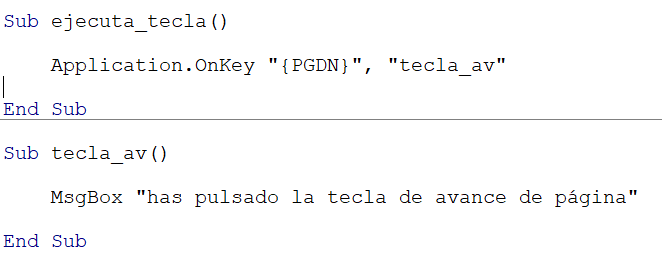 Sub ejecuta_tecla()
Application.OnKey "{PGDN}", "tecla_av"
End Sub
Sub tecla_av()
MsgBox "has pulsado la tecla de avance de página"
End Sub